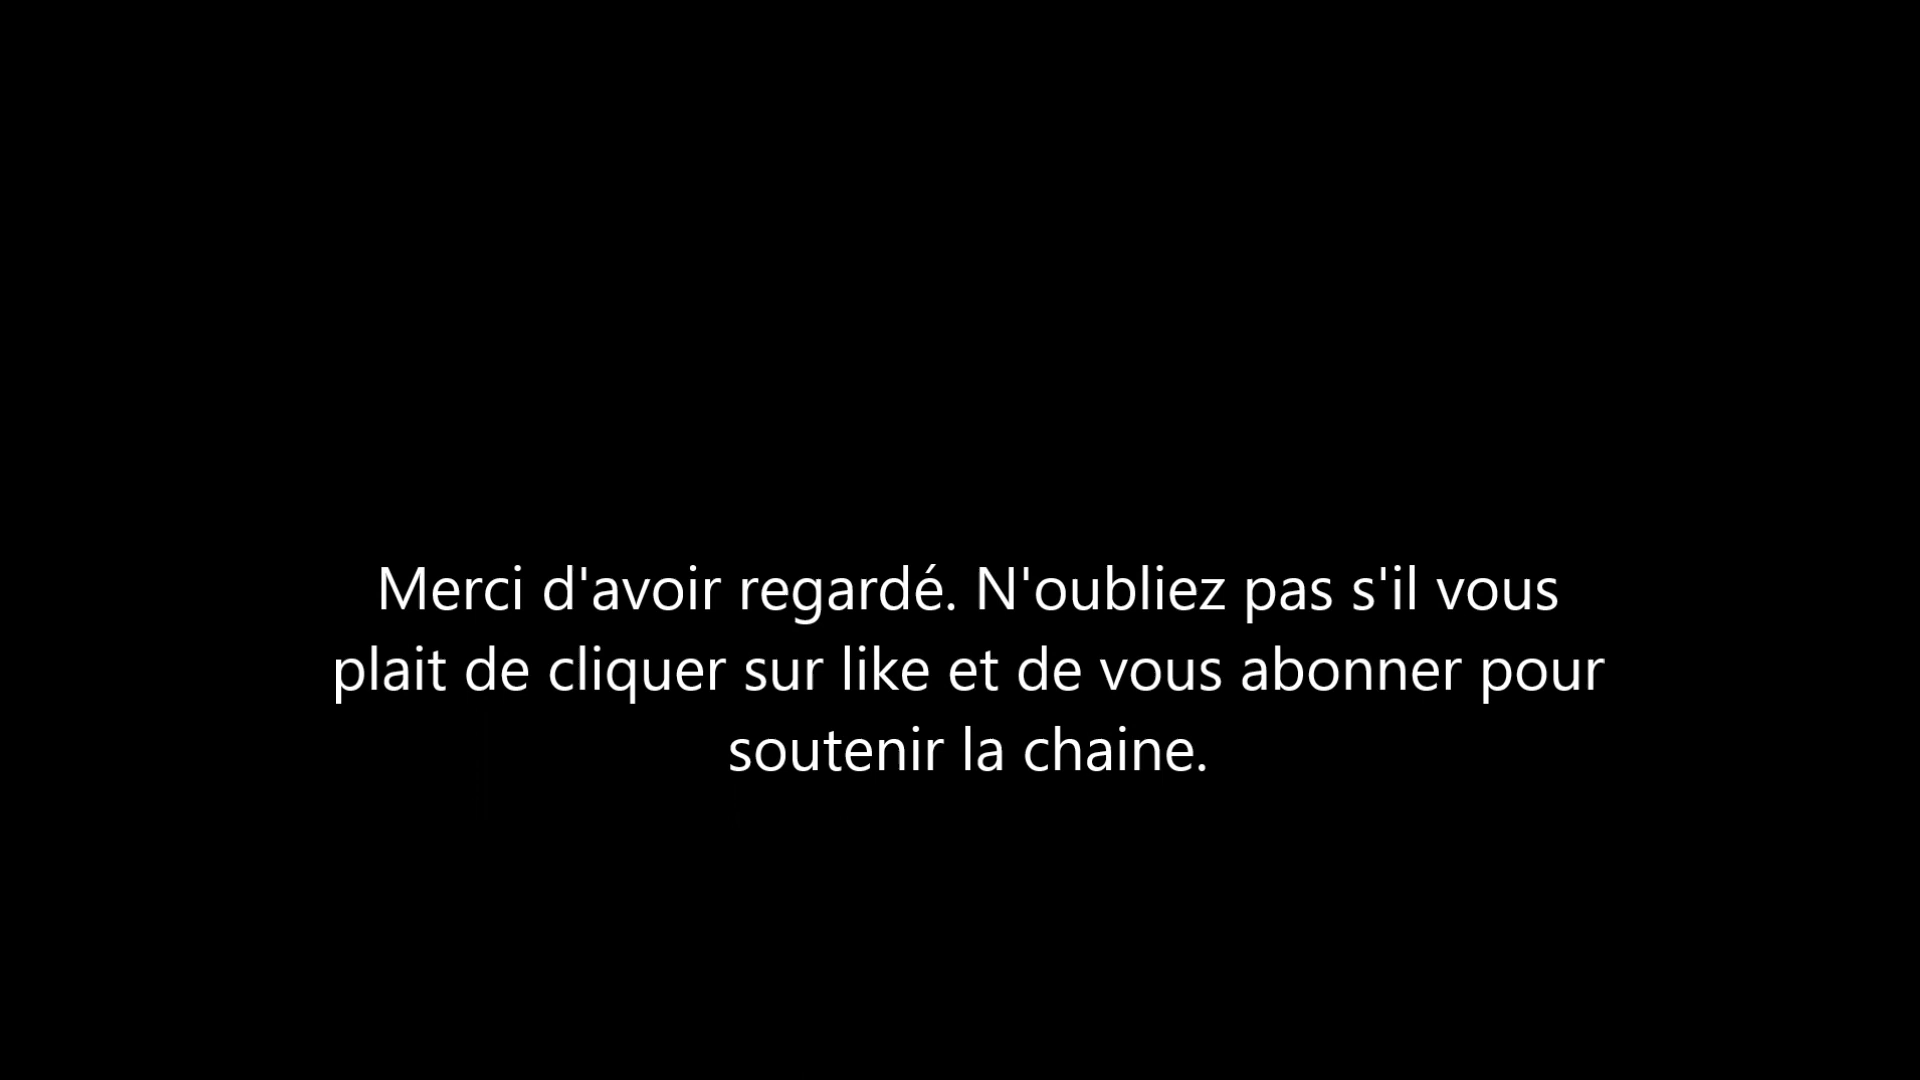 Merci d'avoir regardé. N'oubliez pas s'il vous
plait de cliquer sur like et de vous abonner pour
soutenir la chaine.